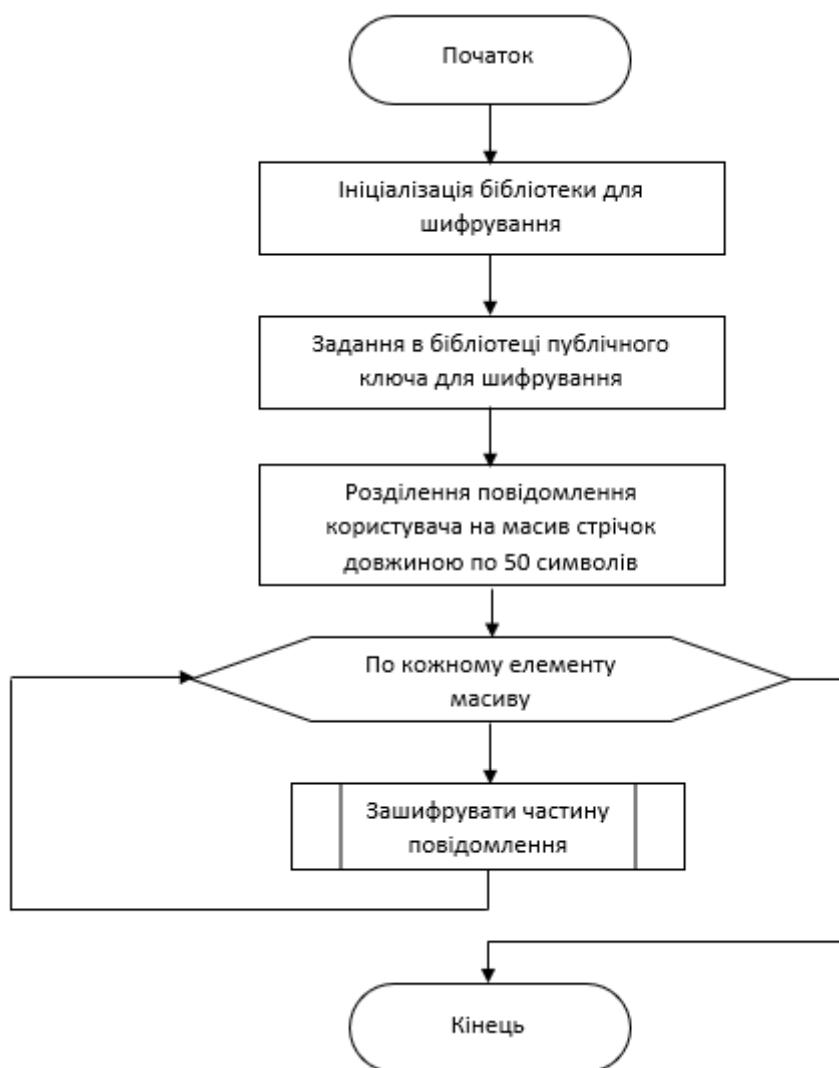 Початок
Ініціалізація бібліотеки для
шифрування
Задання в бібліотеці публічного
ключа для шифрування
Розділення повідомлення
користувача на масив стрічок
довжиною по 50 символів
По кожному елементу
масиву
Зашифрувати частину
повідомлення
Кінець